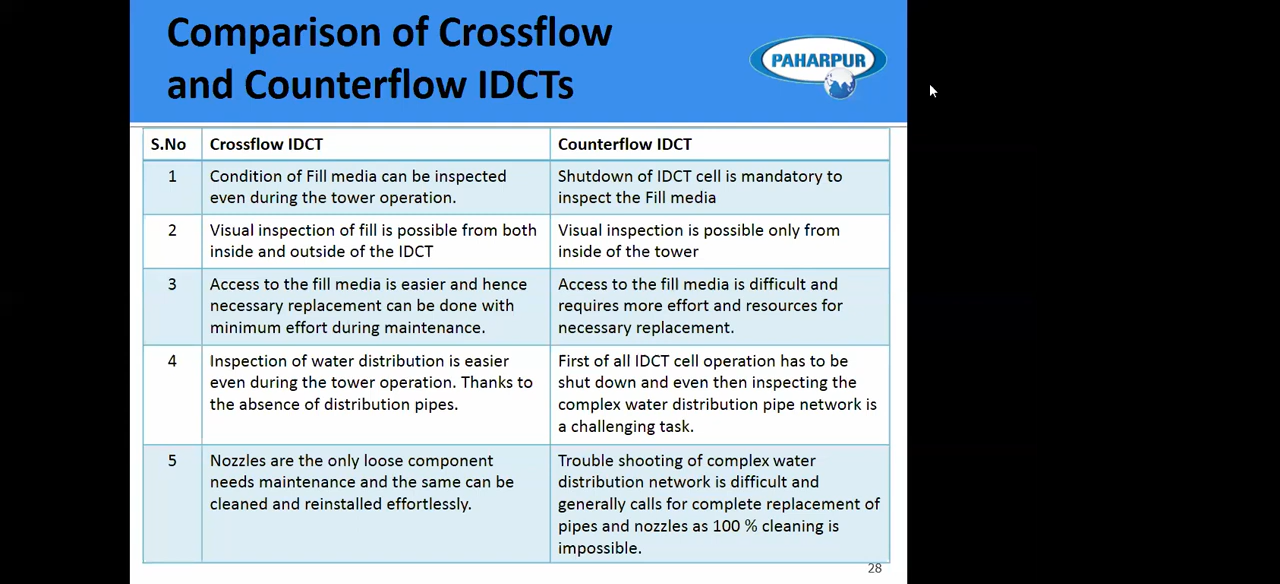 Comparison of Crossflow
and Counterflow IDCTs
PAHARPUR
S.No
Crossflow IDCT
Counterflow IDCT
1
Condition of Fill media can be inspected
even during the tower operation.
Shutdown of IDCT cell is mandatory to
inspect the Fill media
2
Visual inspection of fill is possible from both
inside and outside of the IDCT
Visual inspection is possible only from
inside of the tower
3
Access to the fill media is easier and hence
necessary replacement can be done with
minimum effort during maintenance.
Access to the fill media is difficult and
requires more effort and resources for
necessary replacement.
4
Inspection of water distribution is easier
even during the tower operation. Thanks to
the absence of distribution pipes.
First of all IDCT cell operation has to be
shut down and even then inspecting the
complex water distribution pipe network is
a challenging task.
5
Nozzles are the only loose component
needs maintenance and the same can be
cleaned and reinstalled effortlessly.
Trouble shooting of complex water
distribution network is difficult and
generally calls for complete replacement of
pipes and nozzles as 100 % cleaning is
impossible.
28